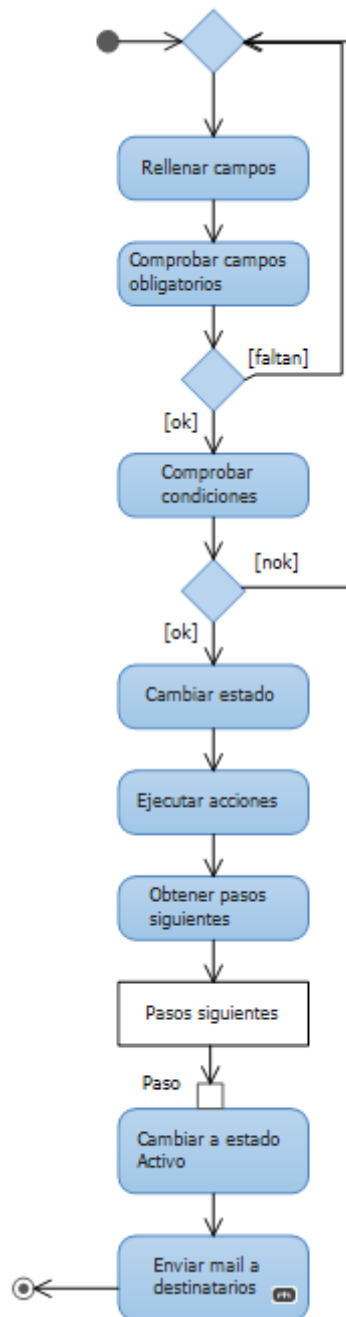 Rellenar campos
Comprobar campos
obligatorios
[faltan]
[ok]
Comprobar
condiciones
[nok]
[ok]
Cambiar estado
Ejecutar acciones
Obtener pasos
siguientes
Pasos siguientes
Paso
Cambiar a estado
Activo
Enviar mail a
destinatarios